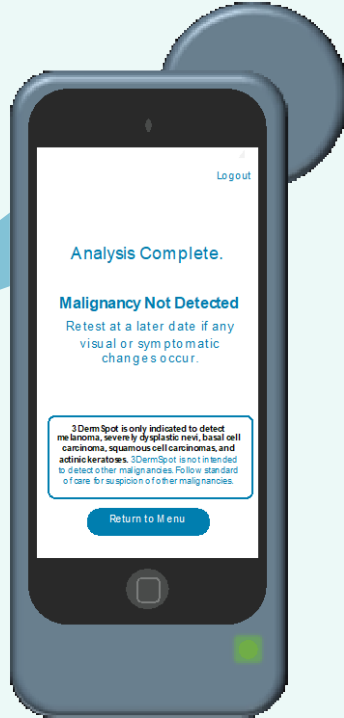 Logout
Analysis Complete.
Malignancy Not Detected
Retest at a later date if any
visual or symptomatic
changes occur.
3DermSpot is only indicated to detect
melanoma, severely dysplastic nevi, basal cell
carcinoma, squamous cell carcinomas, and
actinic keratoses. 3DermSpot is not intended
to detect other malignancies. Follow standard
of care for suspicion of other malignancies.
Return to Menu